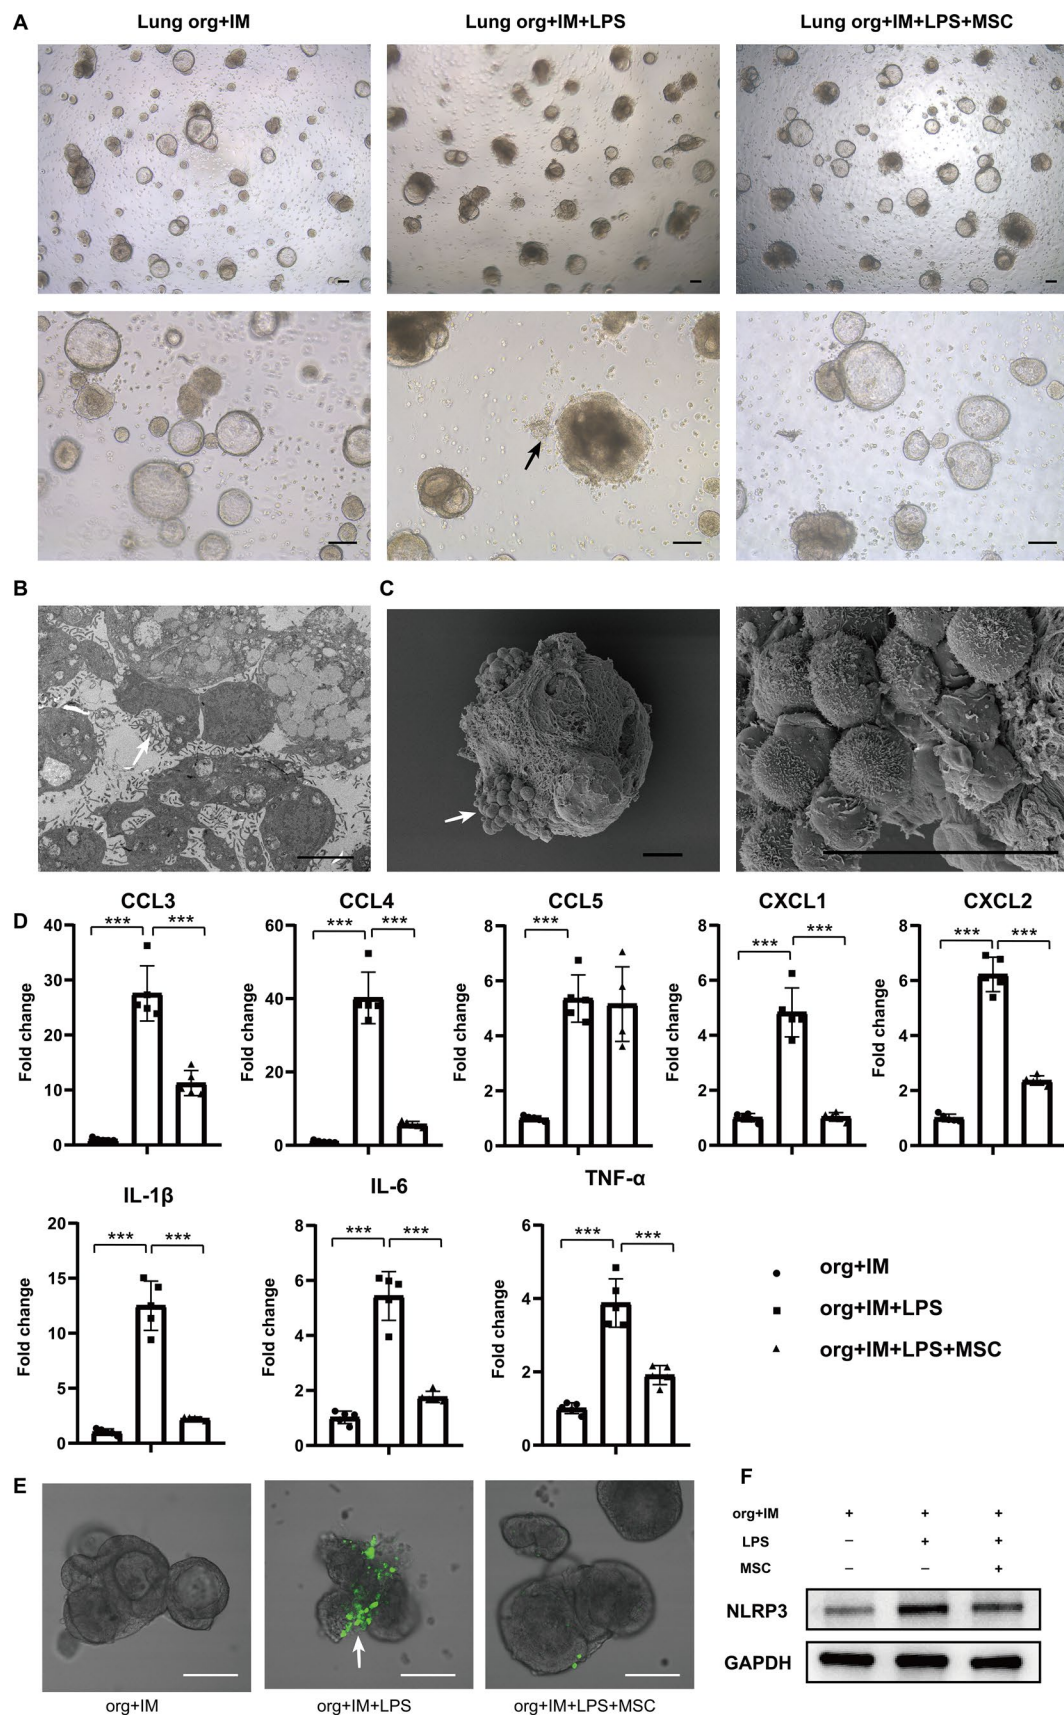 A
Lung org+IM
Lung org+IM+LPS
Lung org+IM+LPS+MSC
B
C
D
CCL3
CCL4
CCL5
CXCL1
CXCL2
Fold change
40
30
20
10
0
***
***
Fold change
60
40
20
0
***
***
Fold change
8
6
4
2
0
***
Fold change
8
6
4
2
0
***
***
Fold change
8
6
4
2
0
***
***
IL-1β
IL-6
TNF-α
Fold change
20
15
10
5
0
***
***
Fold change
8
6
4
2
0
***
***
Fold change
6
4
2
0
***
***
org+IM
org+IM+LPS
org+IM+LPS+MSC
E
org+IM
org+IM+LPS
org+IM+LPS+MSC
F
org+IM + + +
LPS − + +
MSC − − +
NLRP3
GAPDH